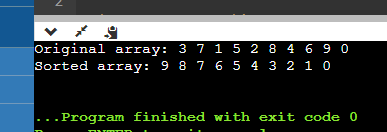 2
Original array: 3 7 1 5 2 8 4 6 9 0
Sorted array: 9 8 7 6 5 4 3 2 1 0
...Program finished with exit code 0